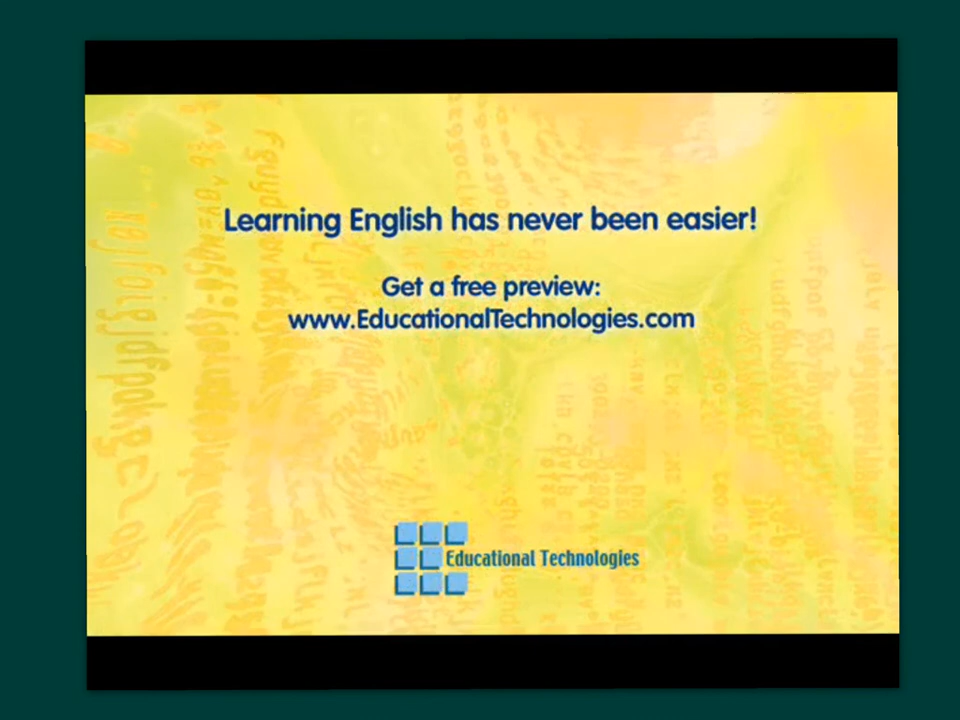 Learning English has never been easier!
Get a free preview:
www.EducationalTechnologies.com
Educational Technologies